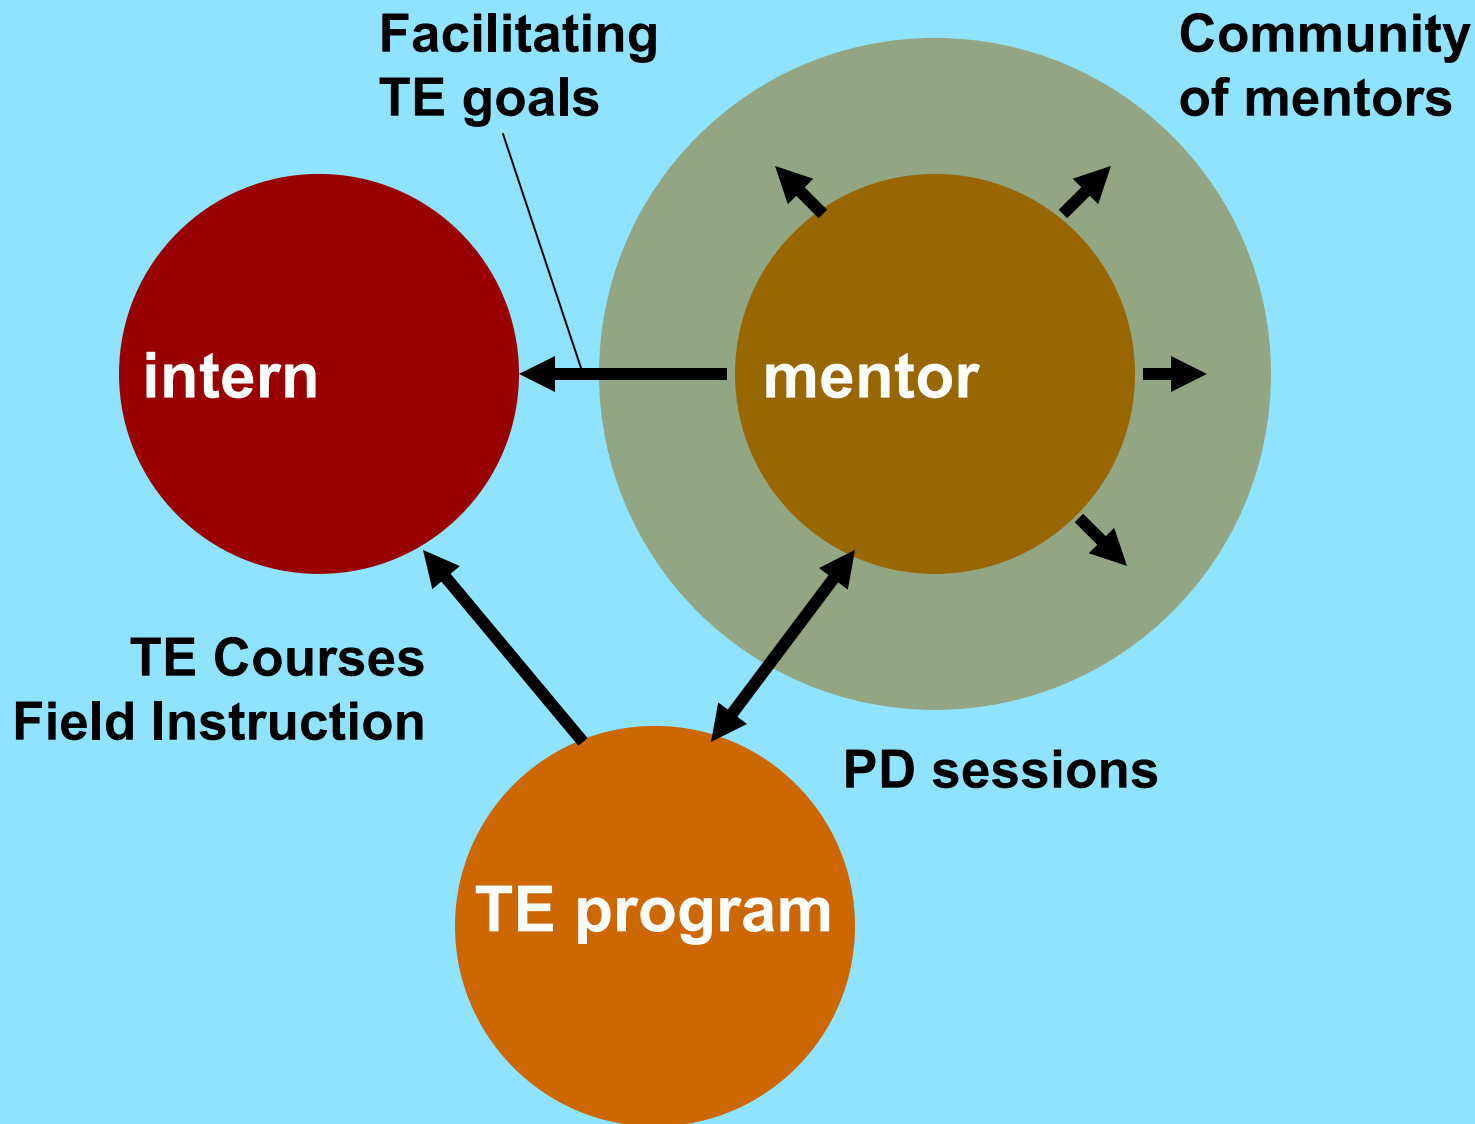 Facilitating
TE goals
Community
of mentors
intern
mentor
TE Courses
Field Instruction
PD sessions
TE program